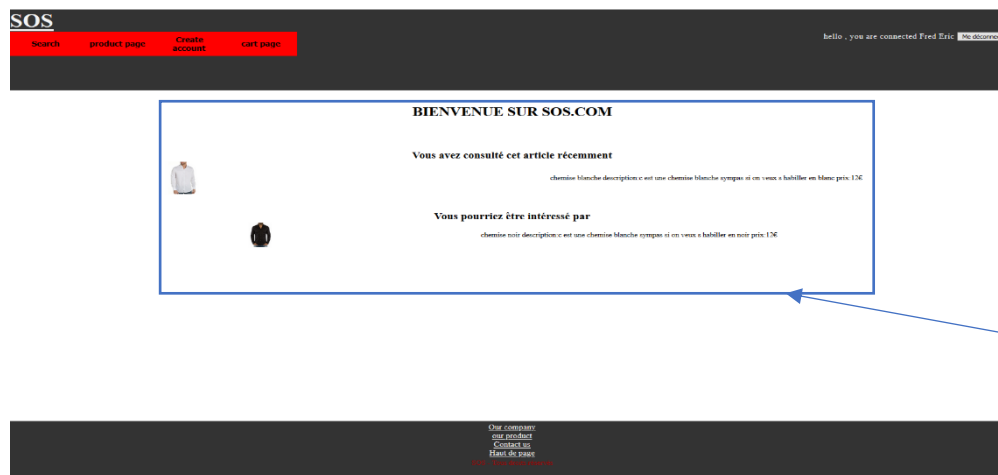 SOS
Search product page Create account cart page
hello , you are connected Fred Eric Me déconnec
BIENVENUE SUR SOS.COM
Vous avez consulté cet article récemment
chemise blanche description:c est une chemise blanche sympas si on veux s habiller en blanc prix:12€
Vous pourriez être intéressé par
chemise noir description:c est une chemise blanche sympas si on veux s habiller en noir prix:12€
Our company
our product
Contact us
Haut de page